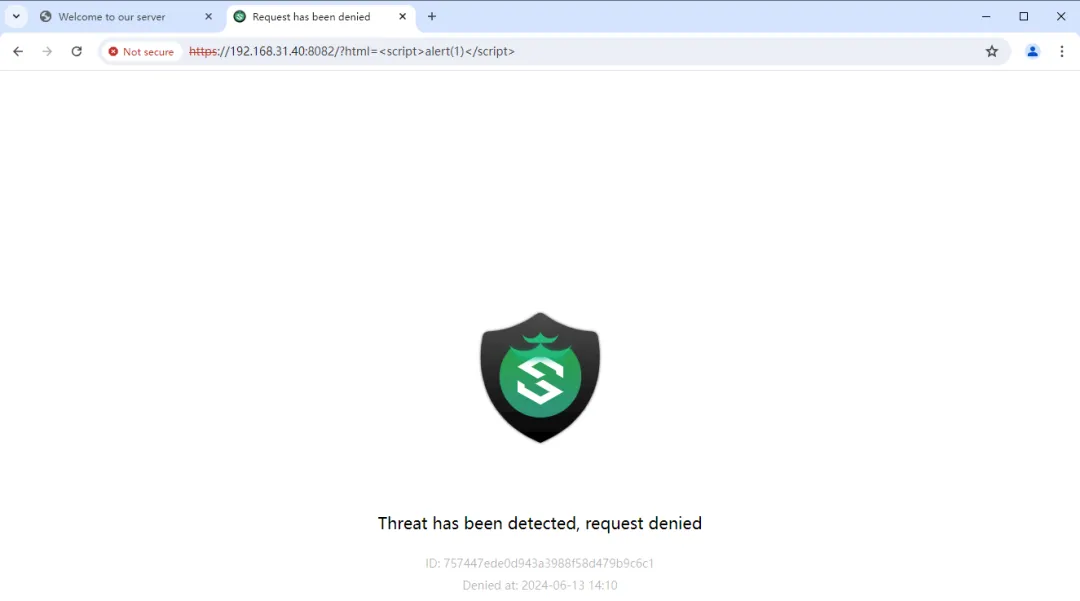 Welcome to our server
Request has been denied
Not secure https://192.168.31.40:8082/?html=<script>alert(1)</script>
Threat has been detected, request denied
ID: 757447ede0d943a3988f58d479b9c6c1
Denied at: 2024-06-13 14:10